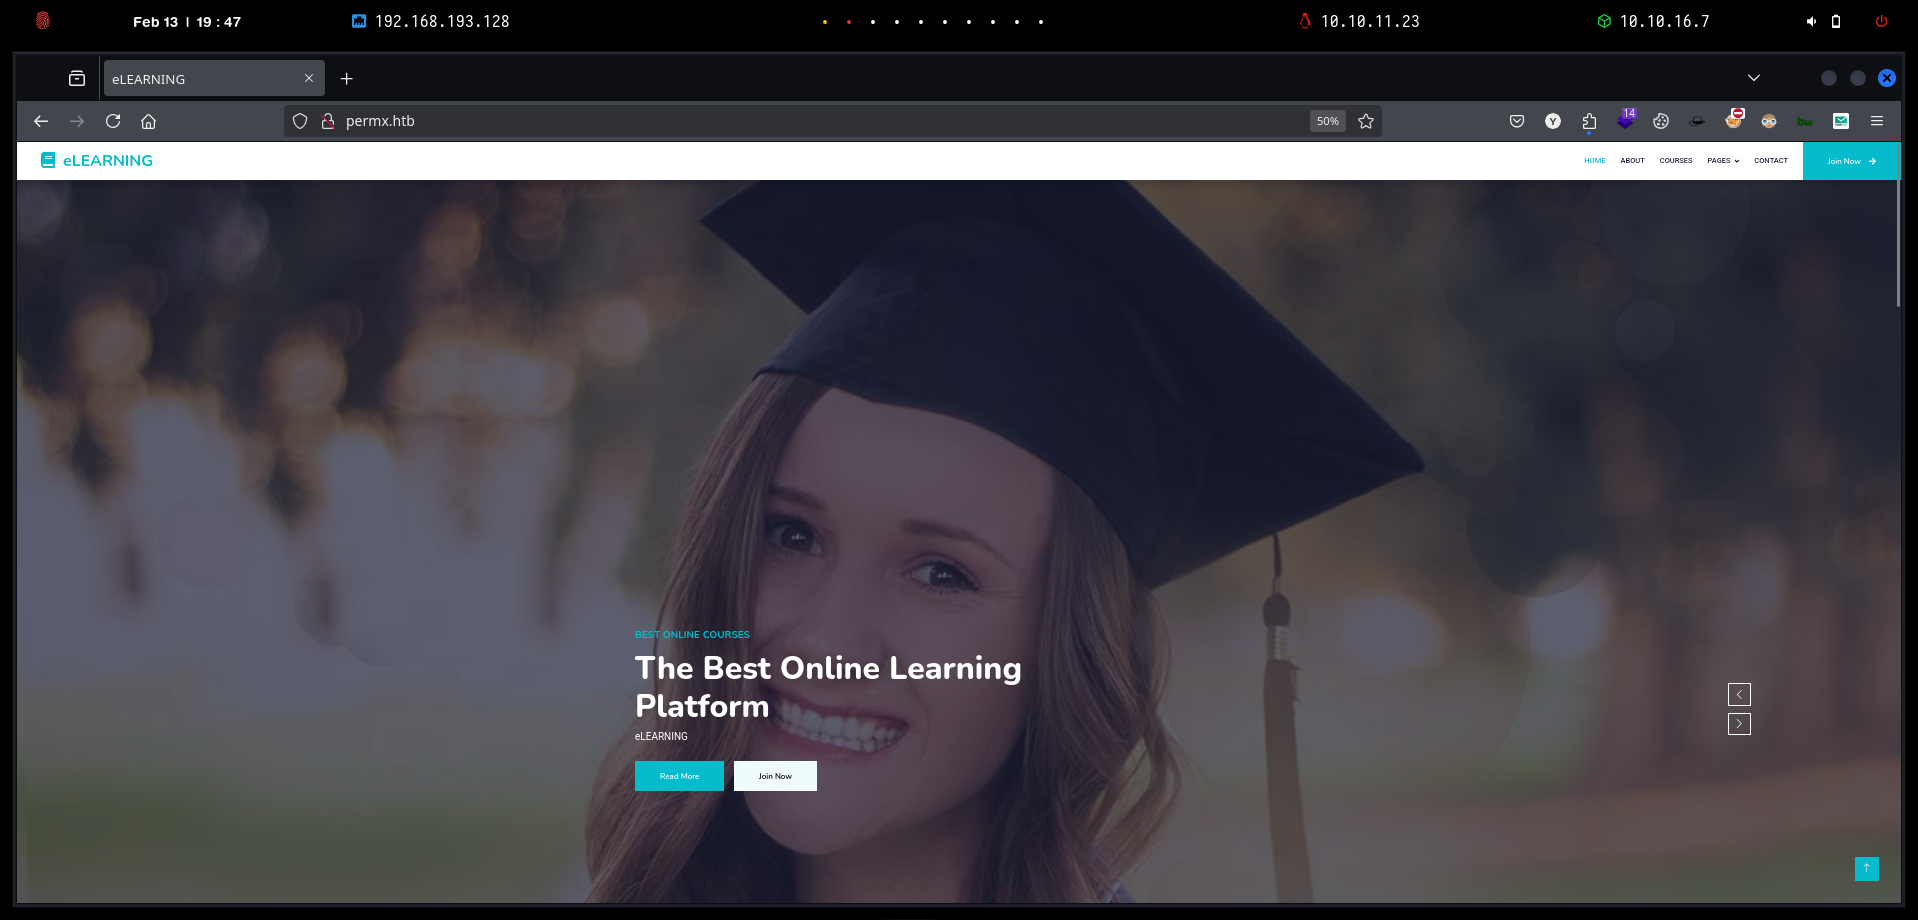 Feb 13 | 19 : 47
192.168.193.128
10.10.11.23
10.10.16.7
eLEARNING
permx.htb
50%
Y
14
bw
eLEARNING
HOME
ABOUT
COURSES
PAGES
CONTACT
Join Now
BEST ONLINE COURSES
The Best Online Learning
Platform
eLEARNING
Read More
Join Now